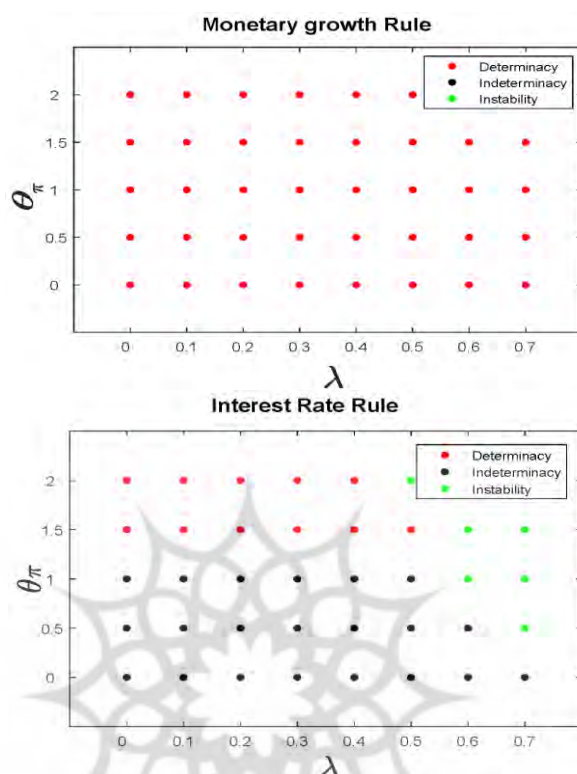 Monetary growth Rule
Determinacy
Indeterminacy
Instability
2
1.5
1
0.5
0
θπ
0 0.1 0.2 0.3 0.4 0.5 0.6 0.7
λ
Interest Rate Rule
Determinacy
Indeterminacy
Instability
2
1.5
1
0.5
0
θπ
0 0.1 0.2 0.3 0.4 0.5 0.6 0.7
λ